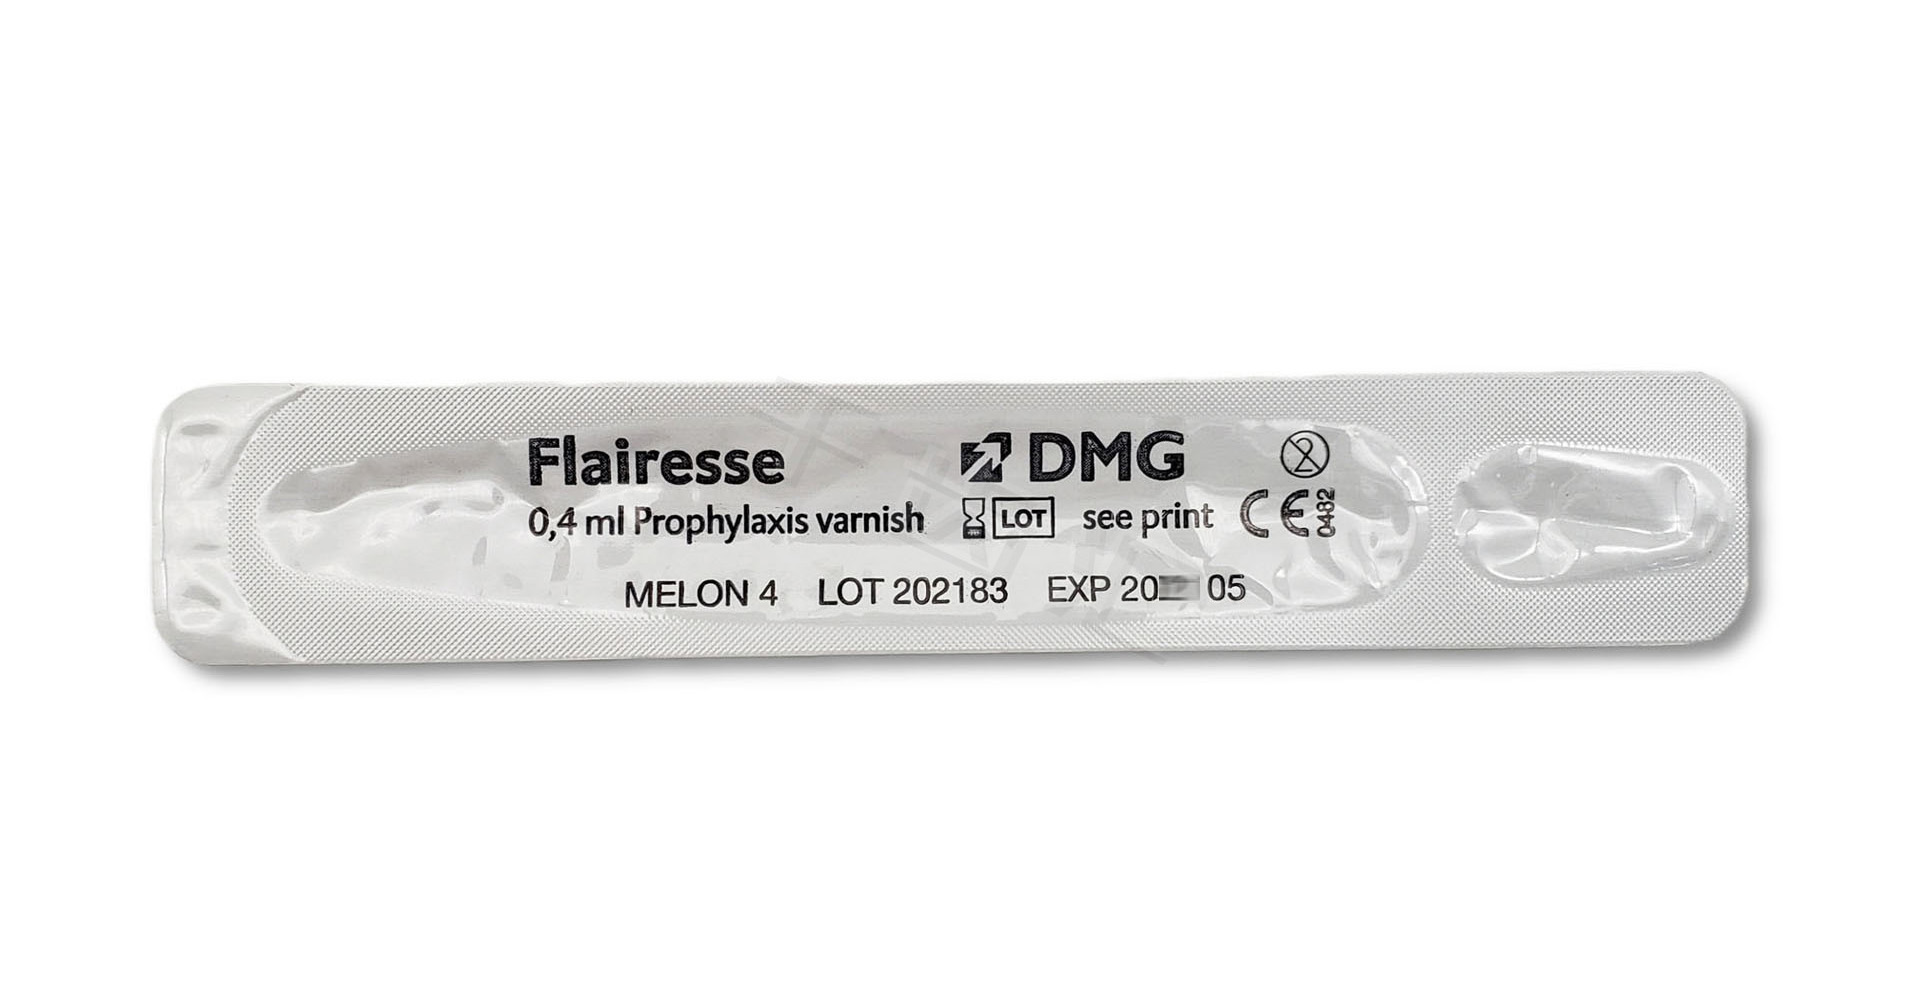 Flairesse
DMG
0,4 ml Prophylaxis varnish
LOT see print
CE 0482
MELON 4 LOT 202183 EXP 20 05